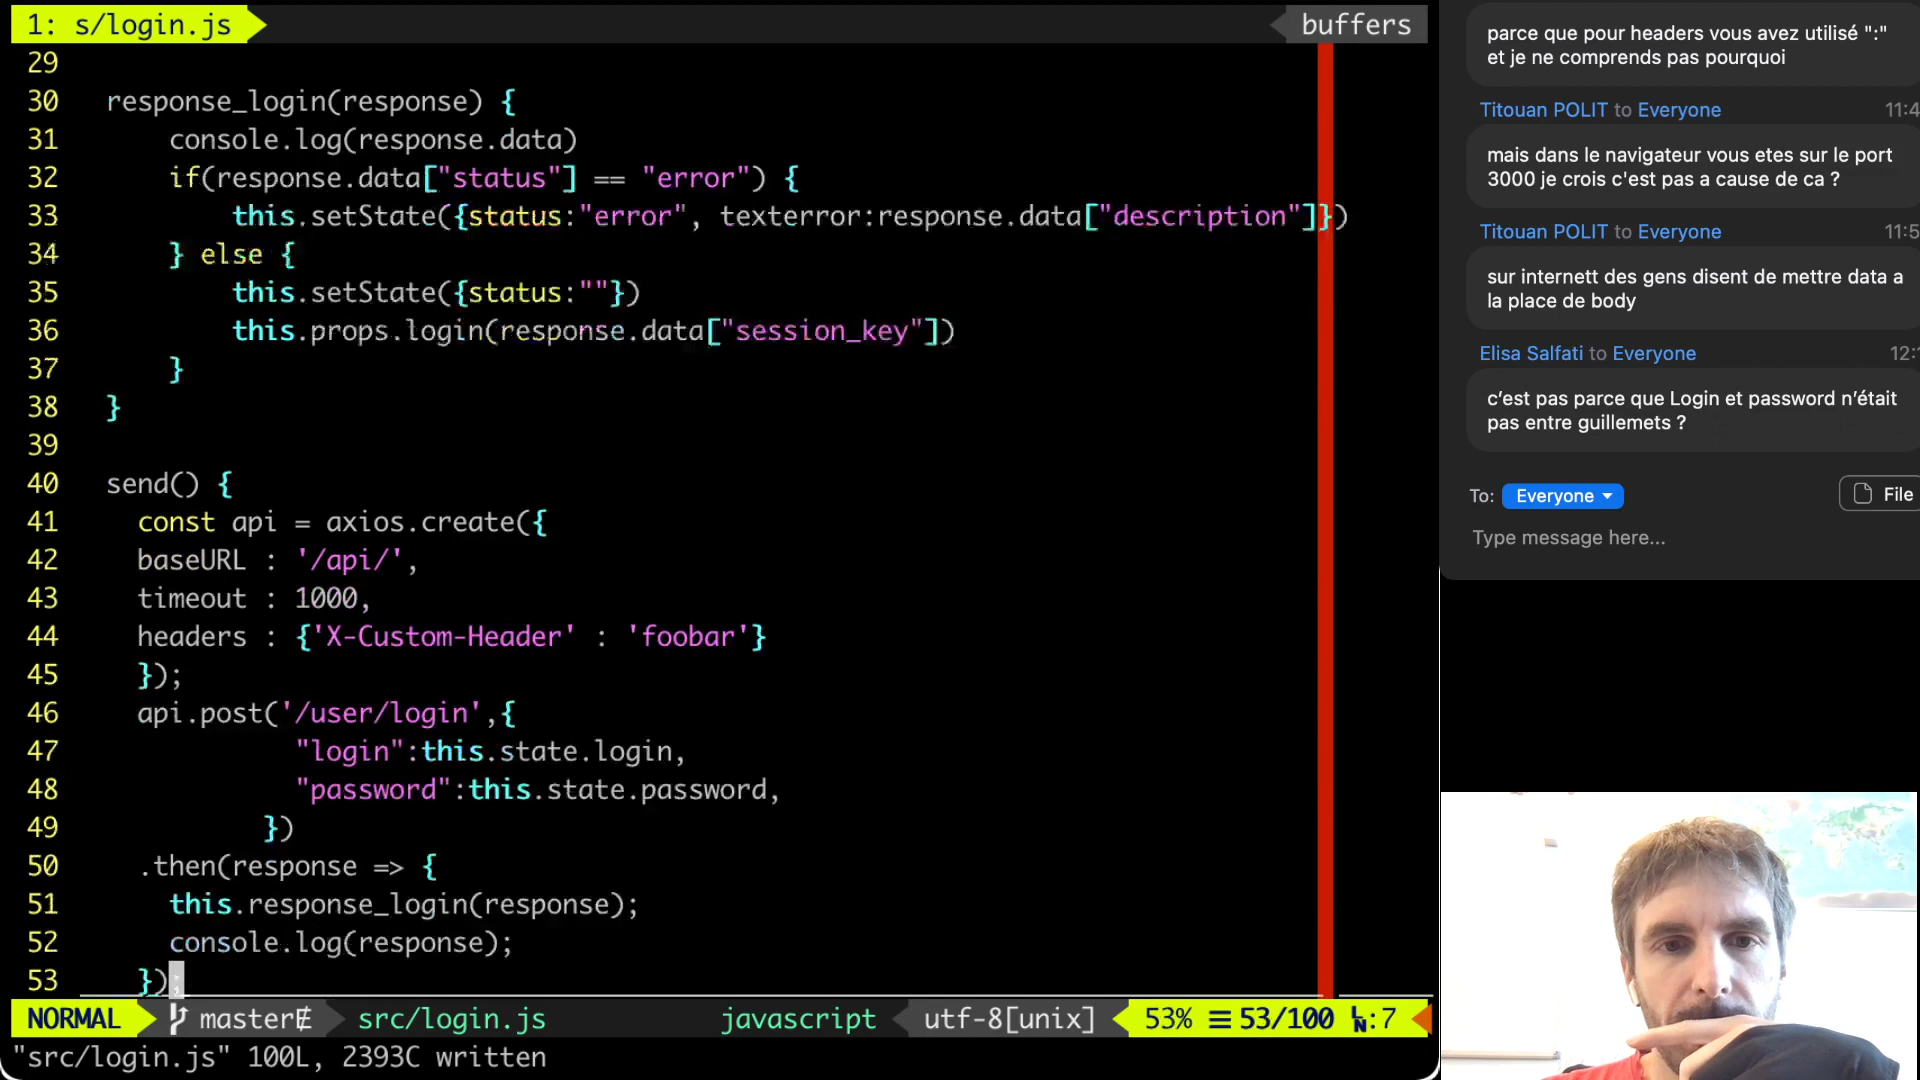 1: s/login.js
buffers
29
30 response_login(response) {
31 console.log(response.data)
32 if(response.data["status"] == "error") {
33 this.setState({status:"error", texterror:response.data["description"]})
34 } else {
35 this.setState({status:""})
36 this.props.login(response.data["session_key"])
37 }
38 }
39
40 send() {
41 const api = axios.create({
42 baseURL : '/api/',
43 timeout : 1000,
44 headers : {'X-Custom-Header' : 'foobar'}
45 });
46 api.post('/user/login',{
47 "login":this.state.login,
48 "password":this.state.password,
49 })
50 .then(response => {
51 this.response_login(response);
52 console.log(response);
53 });
NORMAL master src/login.js javascript utf-8[unix] 53% ☰ 53/100 :7
"src/login.js" 100L, 2393C written
parce que pour headers vous avez utilisé ":"
et je ne comprends pas pourquoi
Titouan POLIT to Everyone 11:4
mais dans le navigateur vous etes sur le port
3000 je crois c'est pas a cause de ca ?
Titouan POLIT to Everyone 11:5
sur internett des gens disent de mettre data a
la place de body
Elisa Salfati to Everyone 12:
c’est pas parce que Login et password n’était
pas entre guillemets ?
To: Everyone
File
Type message here...